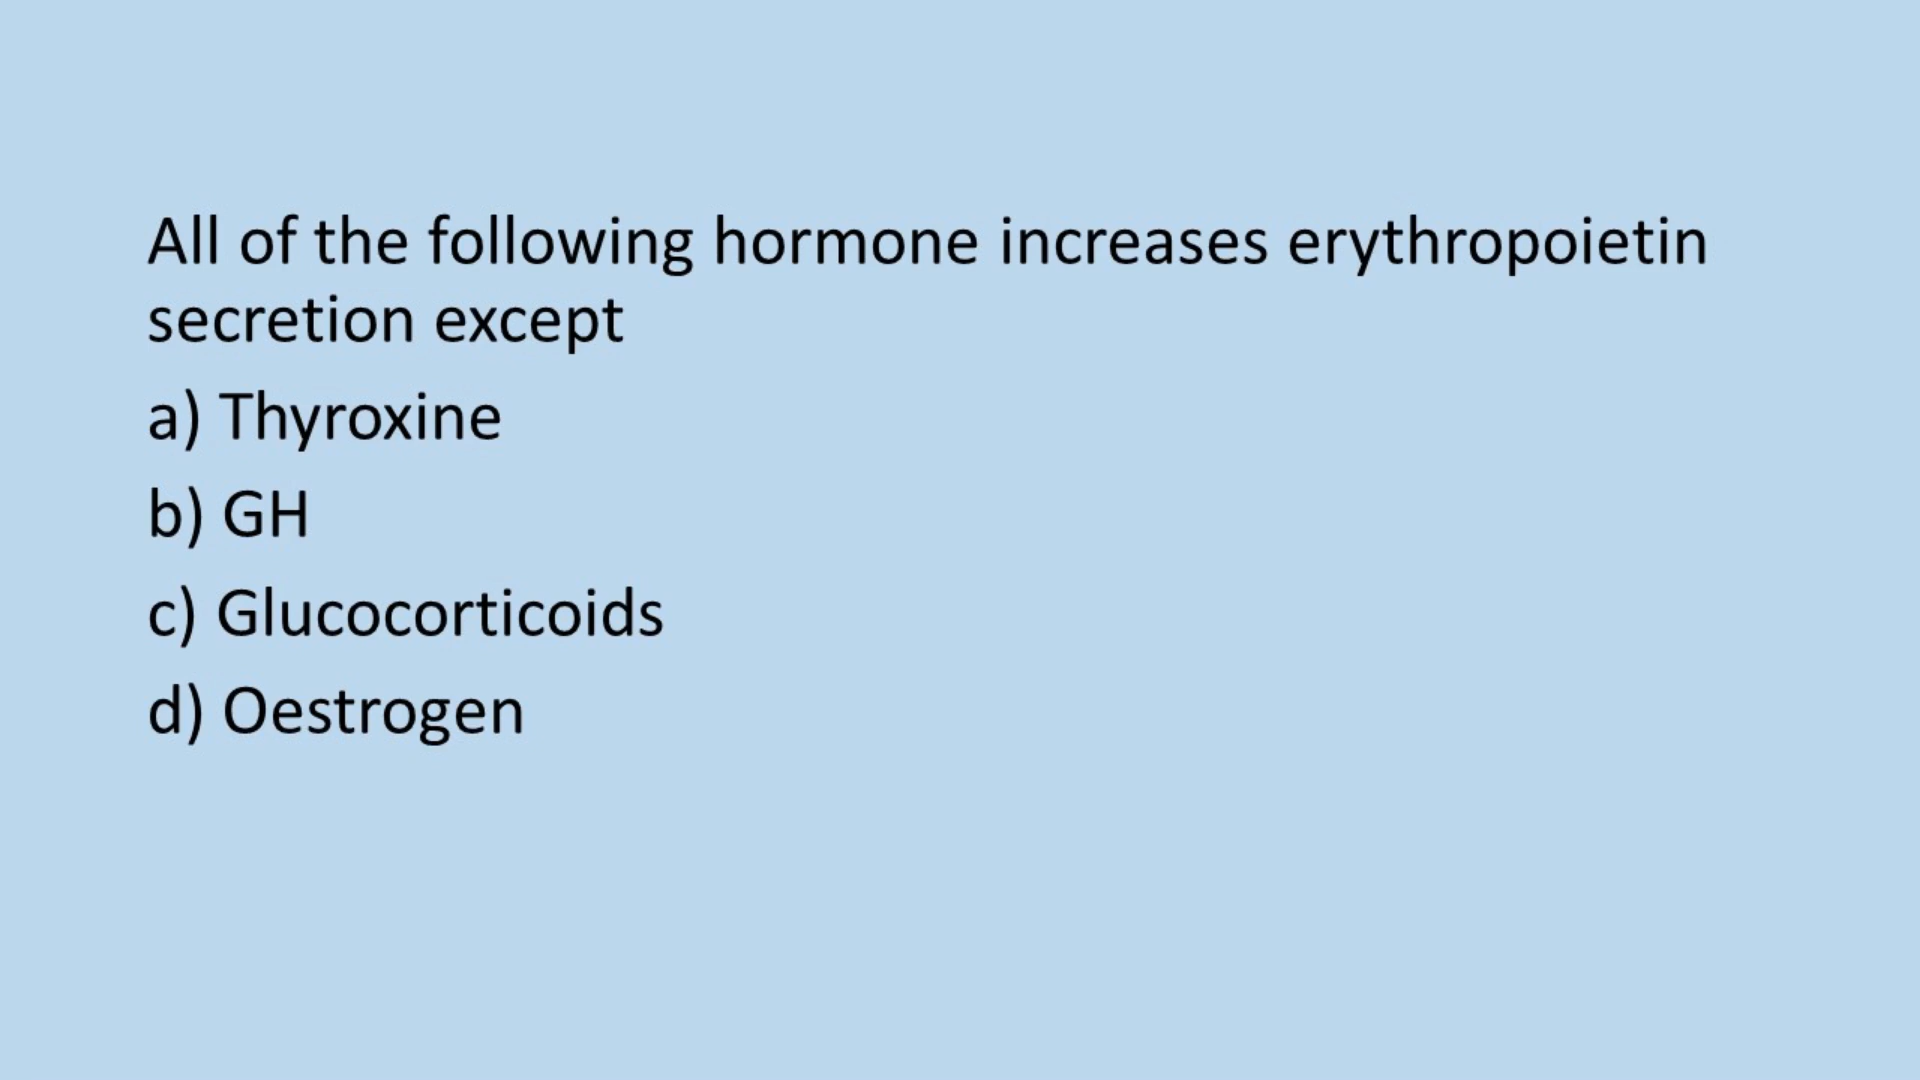 All of the following hormone increases erythropoietin
secretion except
a) Thyroxine
b) GH
c) Glucocorticoids
d) Oestrogen